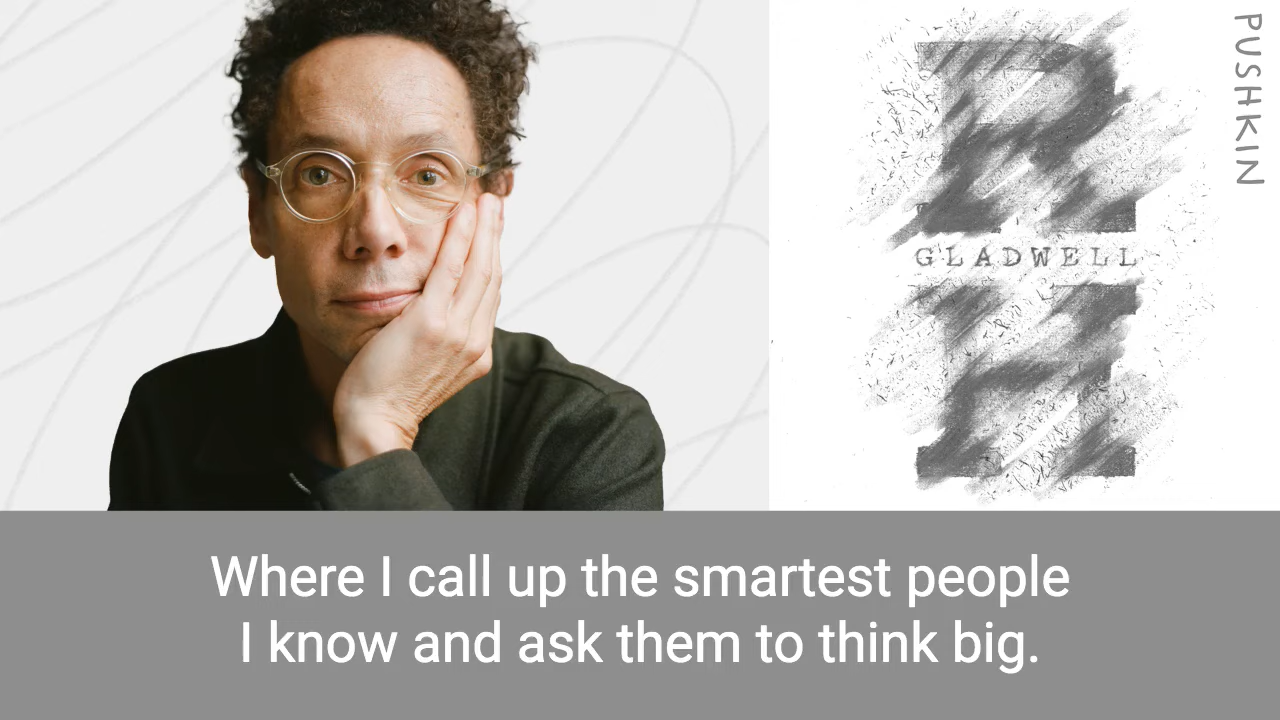 PUSHKIN
R
GLADWELL
H
Where I call up the smartest people
I know and ask them to think big.